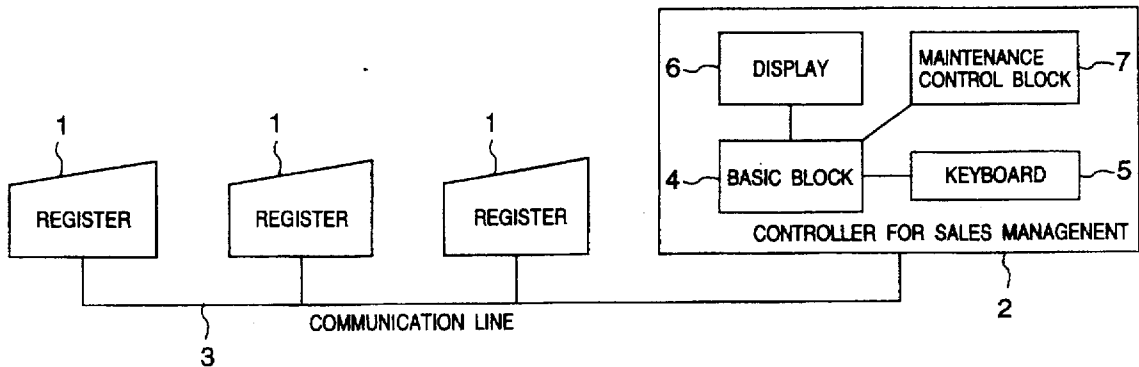 6
DISPLAY
MAINTENANCE
CONTROL BLOCK
7
1
1
1
4
BASIC BLOCK
KEYBOARD
5
REGISTER
REGISTER
REGISTER
CONTROLLER FOR SALES MANAGENENT
2
COMMUNICATION LINE
3